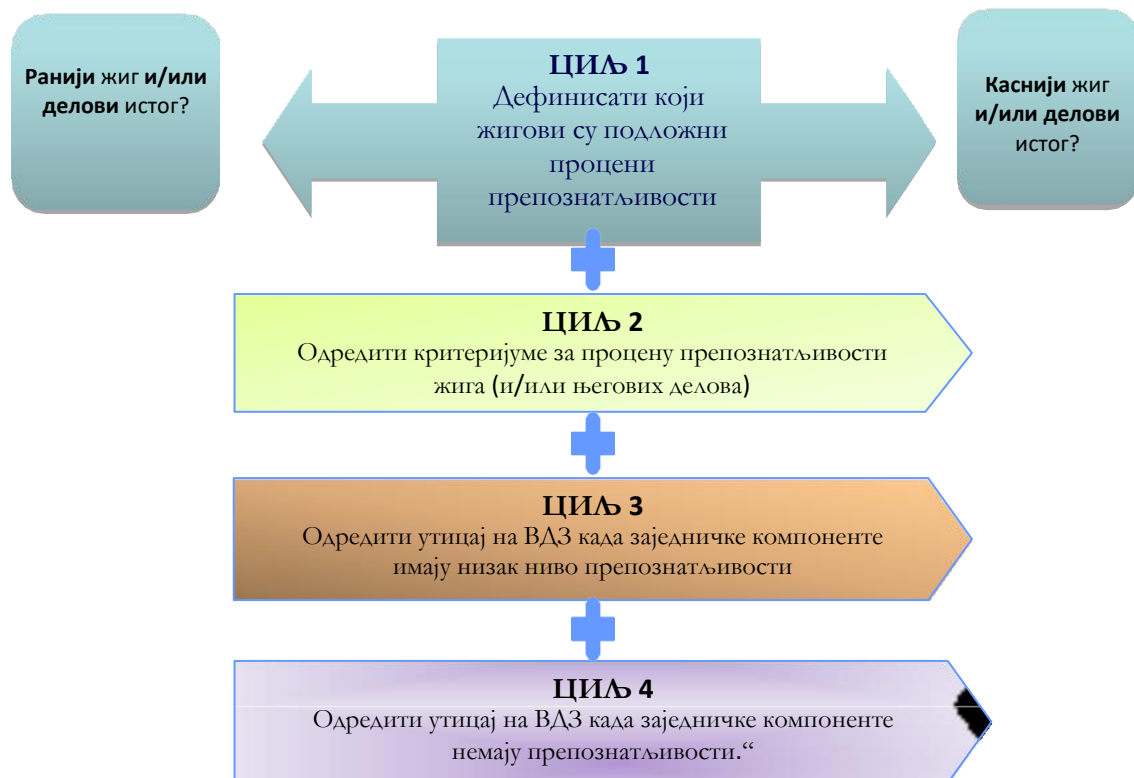 Ранији жиг и/или
делови истог?
ЦИЉ 1
Дефинисати који
жигови су подложни
процени
препознатљивости
Каснији жиг
и/или делови
истог?
ЦИЉ 2
Одредити критеријуме за процену препознатљивости
жига (и/или његових делова)
ЦИЉ 3
Одредити утицај на ВДЗ када заједничке компоненте
имају низак ниво препознатљивости
ЦИЉ 4
Одредити утицај на ВДЗ када заједничке компоненте
немају препознатљивости.“